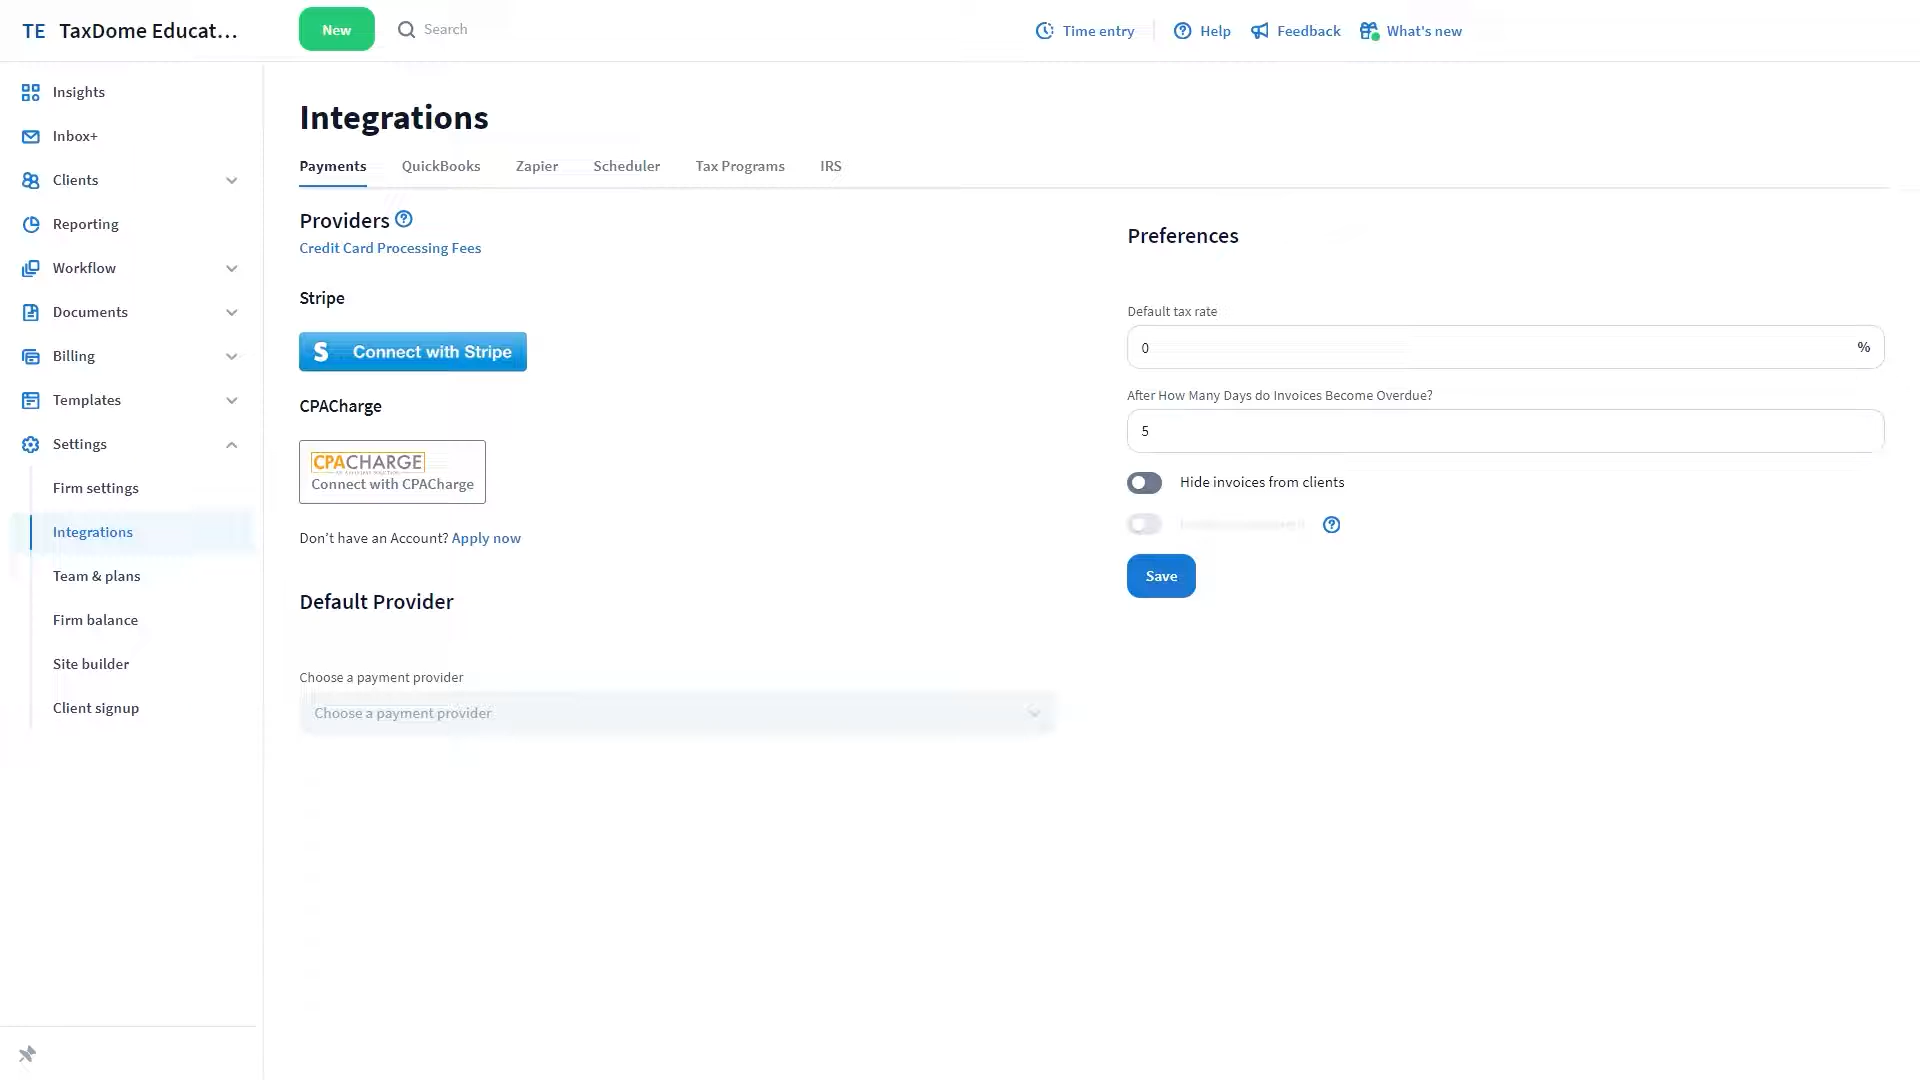 TE TaxDome Educat...
New
Search
Time entry
Help
Feedback
What's new
Insights
Inbox+
Clients
Reporting
Workflow
Documents
Billing
Templates
Settings
Firm settings
Integrations
Team & plans
Firm balance
Site builder
Client signup
Integrations
Payments
QuickBooks
Zapier
Scheduler
Tax Programs
IRS
Providers
Credit Card Processing Fees
Stripe
S Connect with Stripe
CPACharge
CPACHARGE
Connect with CPACharge
Don’t have an Account? Apply now
Default Provider
Choose a payment provider
Choose a payment provider
Preferences
Default tax rate
0 %
After How Many Days do Invoices Become Overdue?
5
Hide invoices from clients
Save